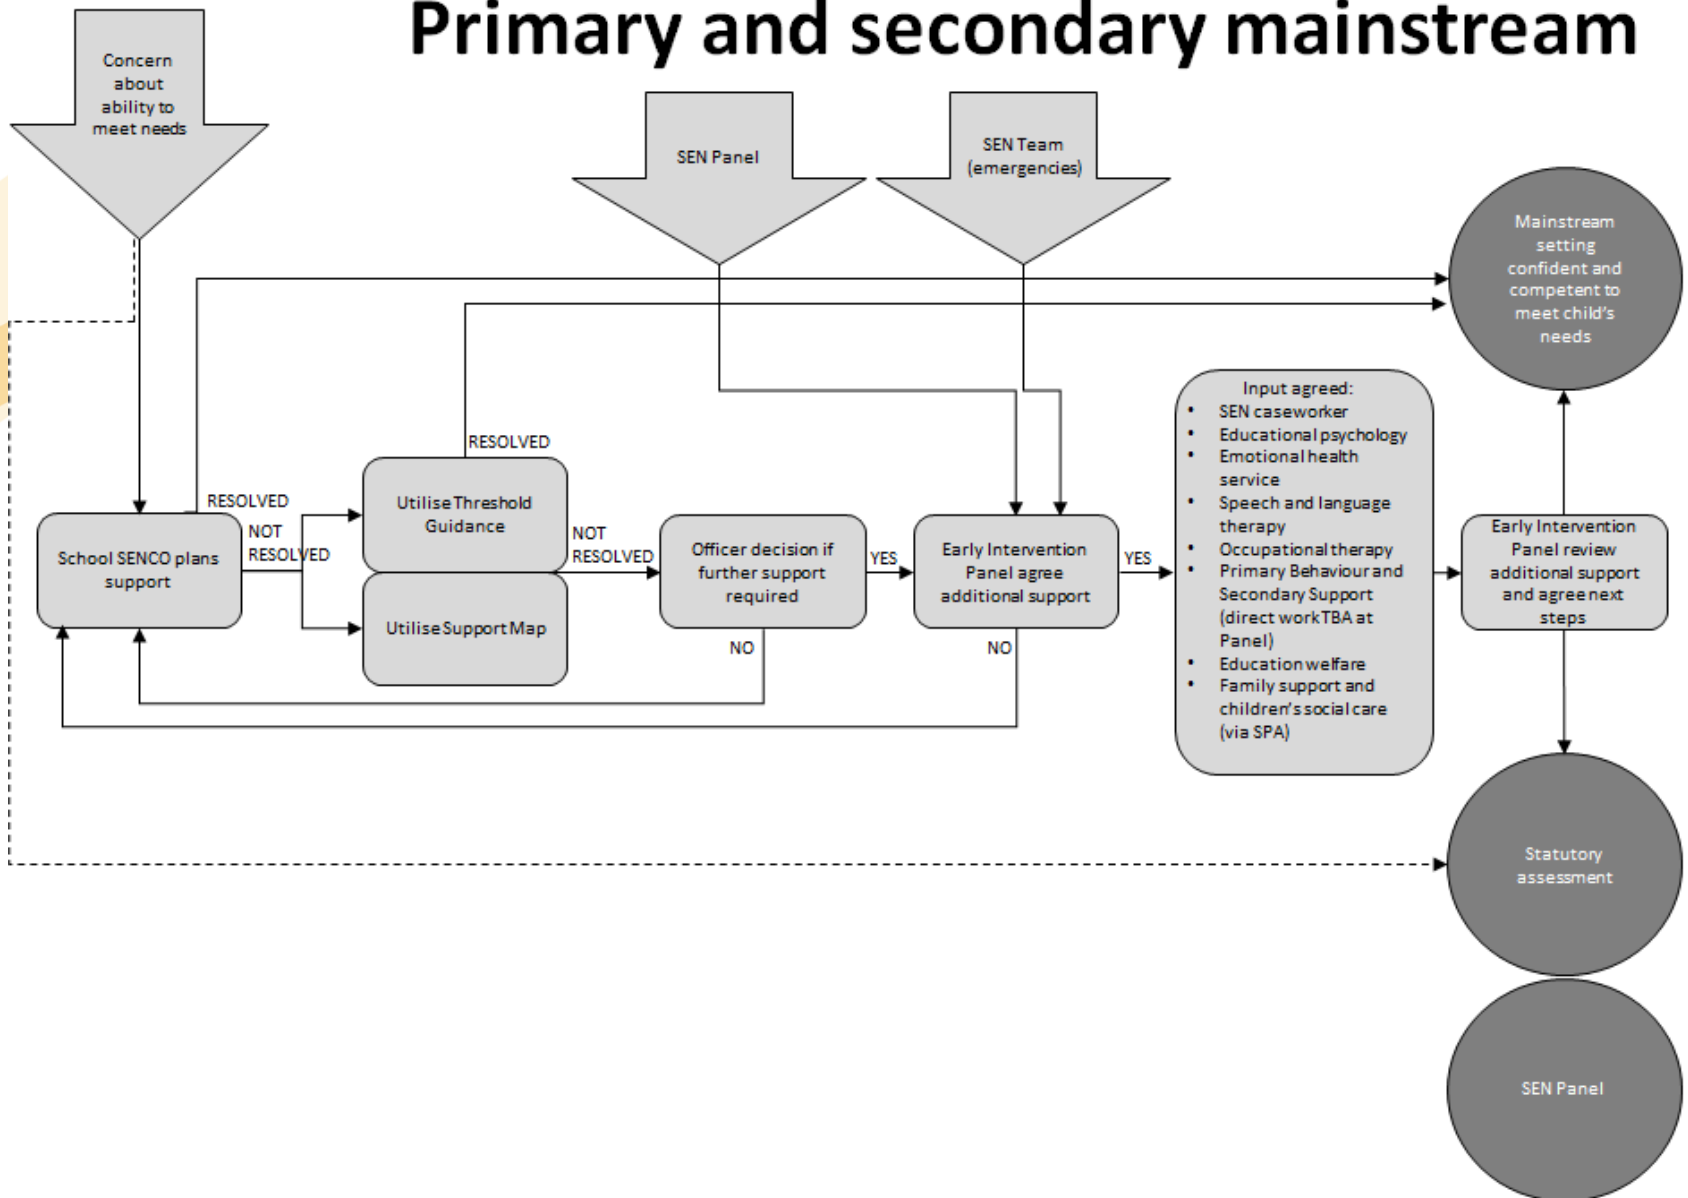 Primary and secondary mainstream
Concern
about
ability to
meet needs
SEN Panel
SEN Team
(emergencies)
Mainstream
setting
confident and
competent to
meet child's
needs
RESOLVED
RESOLVED
NOT
RESOLVED
School SENCO plans
support
Utilise Threshold
Guidance
Utilise Support Map
NOT
RESOLVED
Officer decision if
further support
required
YES
NO
Early Intervention
Panel agree
additional support
YES
NO
Input agreed:
• SEN caseworker
• Educational psychology
• Emotional health
service
• Speech and language
therapy
• Occupational therapy
• Primary Behaviour and
Secondary Support
(direct work TBA at
Panel)
• Education welfare
• Family support and
children's social care
(via SPA)
Early Intervention
Panel review
additional support
and agree next
steps
Statutory
assessment
SEN Panel